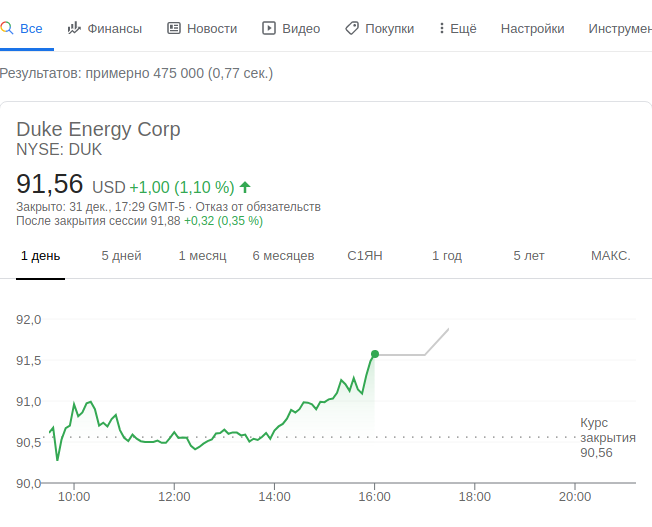 Все Финансы Новости Видео Покупки Ещё Настройки Инструмен
Результатов: примерно 475 000 (0,77 сек.)
Duke Energy Corp
NYSE: DUK
91,56 USD +1,00 (1,10 %)
Закрыто: 31 дек., 17:29 GMT-5 · Отказ от обязательств
После закрытия сессии 91,88 +0,32 (0,35 %)
1 день 5 дней 1 месяц 6 месяцев С1ЯН 1 год 5 лет МАКС.
92,0
91,5
91,0
90,5
90,0
Курс
закрытия
90,56
10:00 12:00 14:00 16:00 18:00 20:00